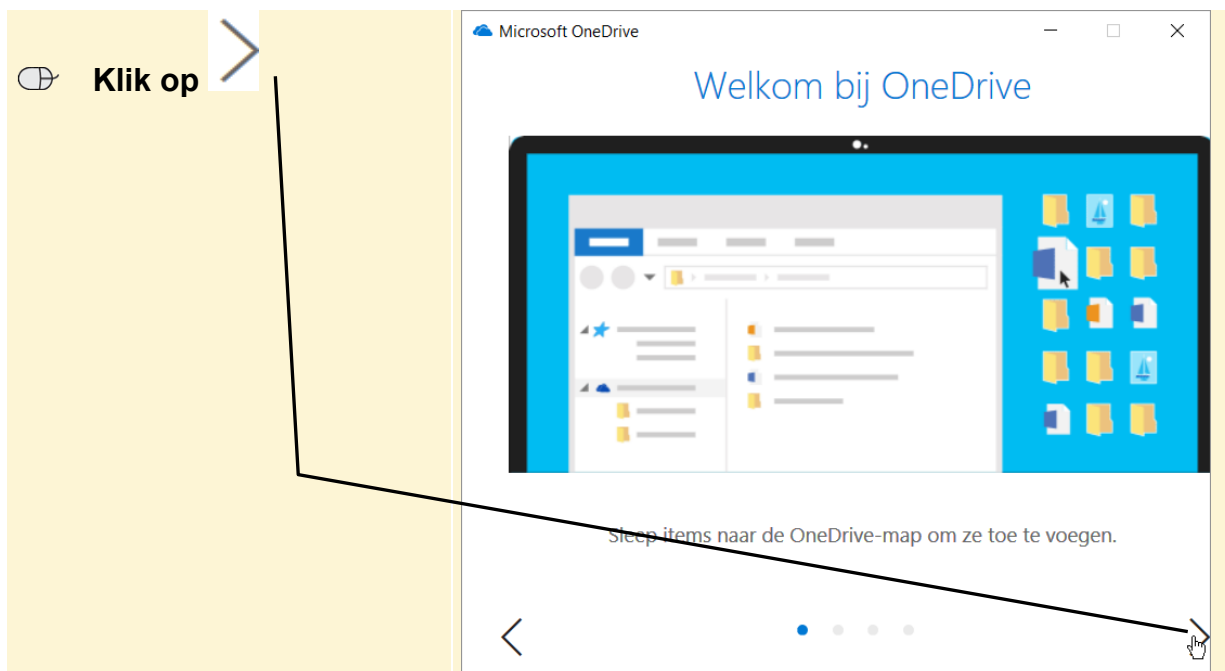 Klik op
Microsoft OneDrive
Welkom bij OneDrive
Sleep items naar de OneDrive-map om ze toe te voegen.